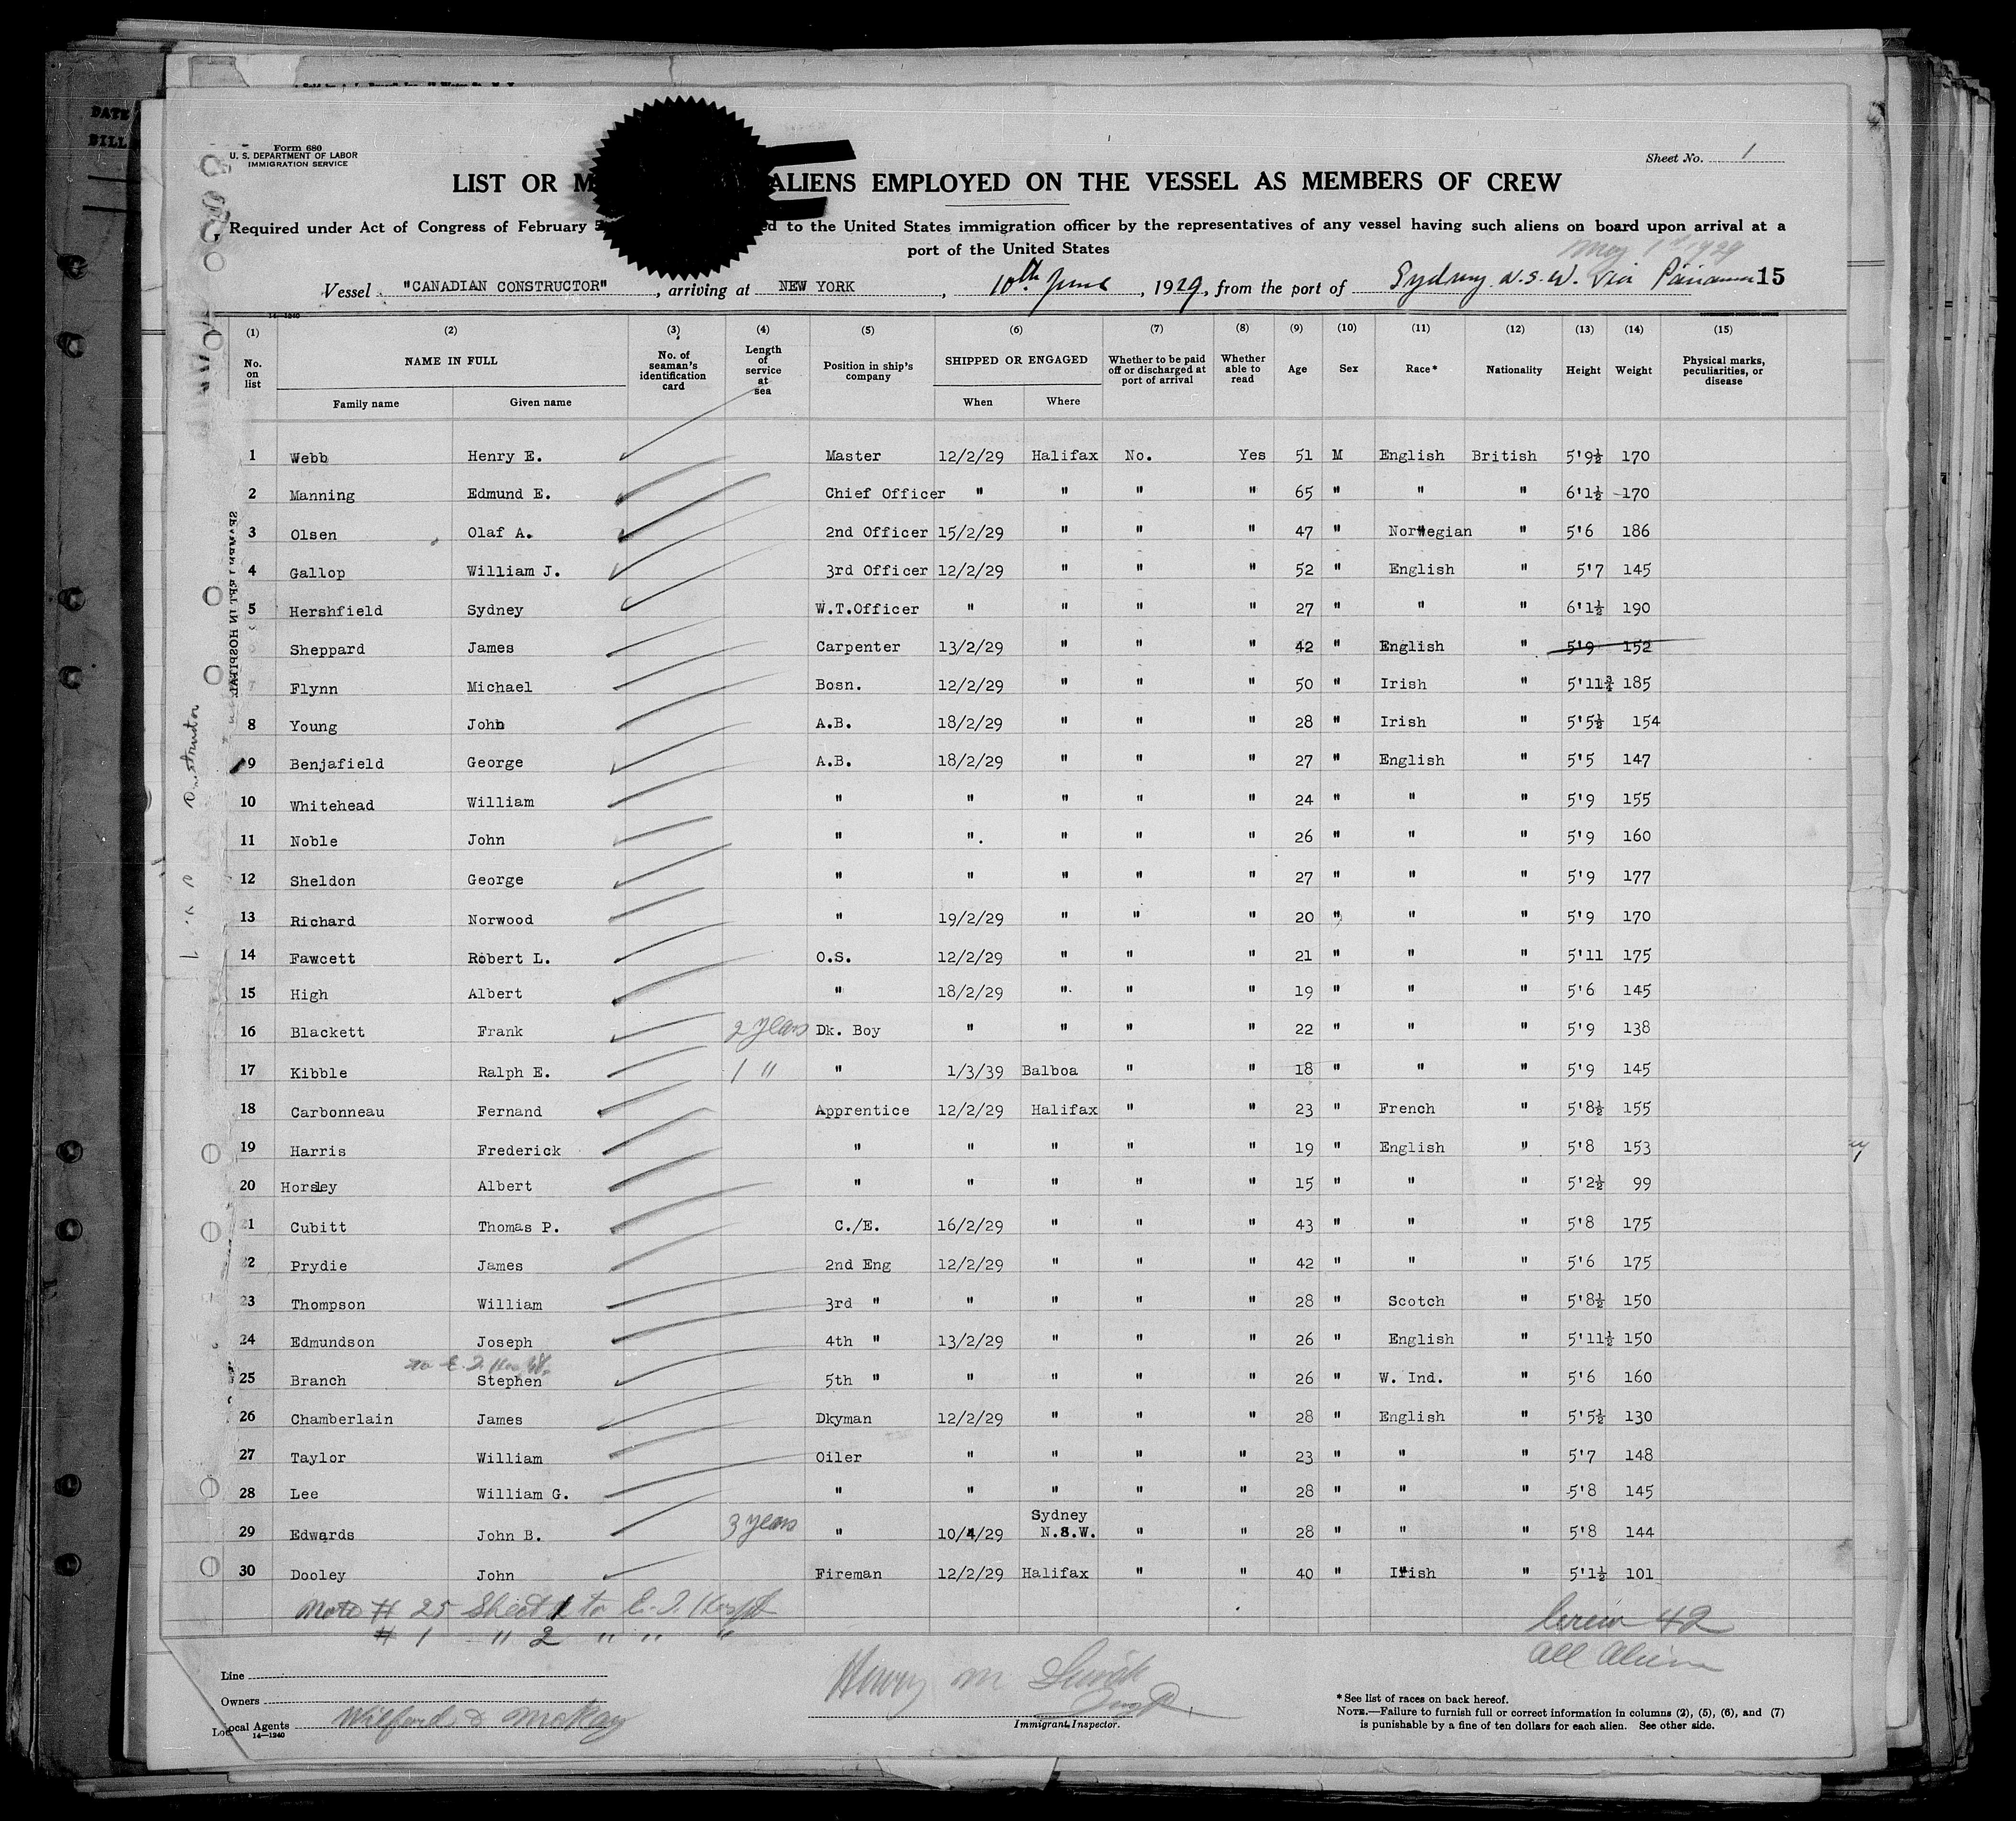 DATE
BILL
Form 680
U. S. DEPARTMENT OF LABOR
IMMIGRATION SERVICE
Sheet No. 1
LIST OR M ALIENS EMPLOYED ON THE VESSEL AS MEMBERS OF CREW
Required under Act of Congress of February 5 ed to the United States immigration officer by the representatives of any vessel having such aliens on board upon arrival at a
port of the United States
May 1st 1929
Vessel "CANADIAN CONSTRUCTOR", arriving at NEW YORK, 10th June, 1929, from the port of Sydney N.S.W. Via Panama 15
14-1240
(1) (2) (3) (4) (5) (6) (7) (8) (9) (10) (11) (12) (13) (14) (15)
No. on list NAME IN FULL No. of seaman's identification card Length of service at sea Position in ship's company SHIPPED OR ENGAGED Whether to be paid off or discharged at port of arrival Whether able to read Age Sex Race* Nationality Height Weight Physical marks, peculiarities, or disease
Family name Given name When Where
1 Webb Henry E. Master 12/2/29 Halifax No. Yes 51 M English British 5'9½ 170
2 Manning Edmund E. Chief Officer " " " " 65 " " " 6'1½ 170
3 Olsen Olaf A. 2nd Officer 15/2/29 " " " 47 " Norwegian " 5'6 186
4 Gallop William J. 3rd Officer 12/2/29 " " " 52 " English " 5'7 145
5 Hershfield Sydney W.T.Officer " " " " 27 " " " 6'1½ 190
Sheppard James Carpenter 13/2/29 " " " 42 " English " 5'9 152
7 Flynn Michael Bosn. 12/2/29 " " " 50 " Irish " 5'11¾ 185
8 Young John A.B. 18/2/29 " " " 28 " Irish " 5'5½ 154
9 Benjafield George A.B. 18/2/29 " " " 27 " English " 5'5 147
10 Whitehead William " " " " " 24 " " " 5'9 155
11 Noble John " ". " " " 26 " " " 5'9 160
12 Sheldon George " " " " " 27 " " " 5'9 177
13 Richard Norwood " 19/2/29 " " " 20 " " " 5'9 170
14 Fawcett Robert L. O.S. 12/2/29 " " " 21 " " " 5'11 175
15 High Albert " 18/2/29 " " " 19 " " " 5'6 145
16 Blackett Frank 2 years Dk. Boy " " " " 22 " " " 5'9 138
17 Kibble Ralph E. 1 " " 1/3/39 Balboa " " 18 " " " 5'9 145
18 Carbonneau Fernand Apprentice 12/2/29 Halifax " " 23 " French " 5'8½ 155
19 Harris Frederick " " " " " 19 " English " 5'8 153
20 Horsley Albert " " " " " 15 " " " 5'2½ 99
21 Cubitt Thomas P. C./E. 16/2/29 " " " 43 " " " 5'8 175
22 Prydie James 2nd Eng 12/2/29 " " " 42 " " " 5'6 175
23 Thompson William 3rd " " " " " 28 " Scotch " 5'8½ 150
24 Edmundson Joseph 4th " 13/2/29 " " " 26 " English " 5'11½ 150
to E. I. Hosp
25 Branch Stephen 5th " " " " " 26 " W. Ind. " 5'6 160
26 Chamberlain James Dkyman 12/2/29 " " " 28 " English " 5'5½ 130
27 Taylor William Oiler " " " " 23 " " " 5'7 148
28 Lee William G. " " " " " 28 " " " 5'8 145
29 Edwards John B. 3 years " 10/4/29 Sydney N.S.W. " " 28 " " " 5'8 144
30 Dooley John Fireman 12/2/29 Halifax " " 40 " Irish " 5'1½ 101
Note # 25 Sheet 1 to E. I. Hosptl
# 1 " 2 " " "
Crew 42
All Aliens
Line
Owners
Local Agents Wilford & McKay
14-1240
Henry M
Immigrant Inspector.
*See list of races on back hereof.
NOTE.—Failure to furnish full or correct information in columns (2), (5), (6), and (7)
is punishable by a fine of ten dollars for each alien. See other side.